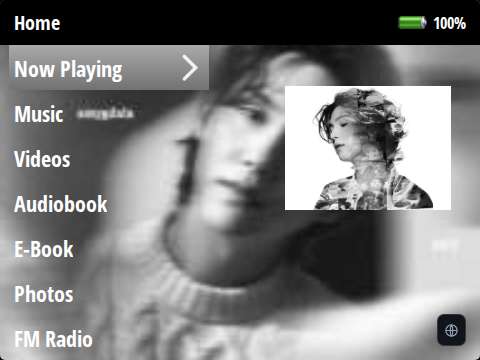 Home
100%
Now Playing
Music
Videos
Audiobook
E-Book
Photos
FM Radio